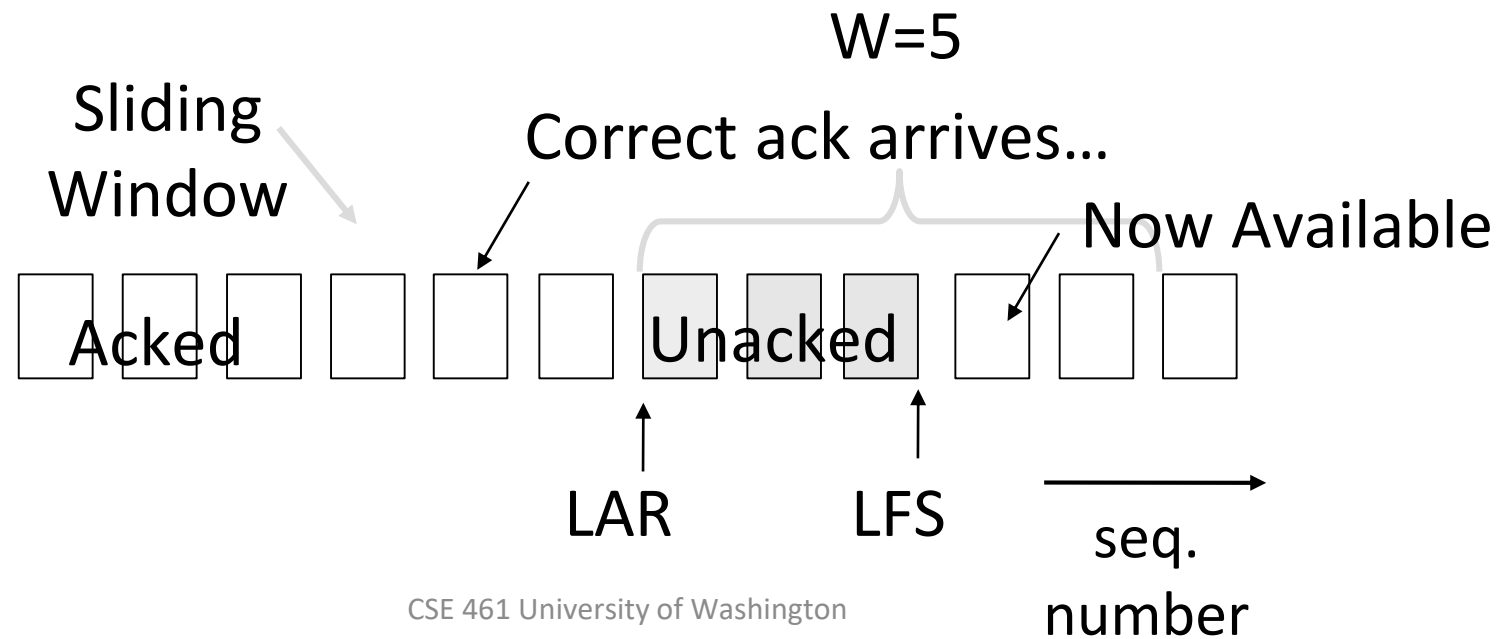 W=5
Sliding
Window
Correct ack arrives…
Now Available
Acked
Unacked
LAR
LFS
seq.
number
CSE 461 University of Washington